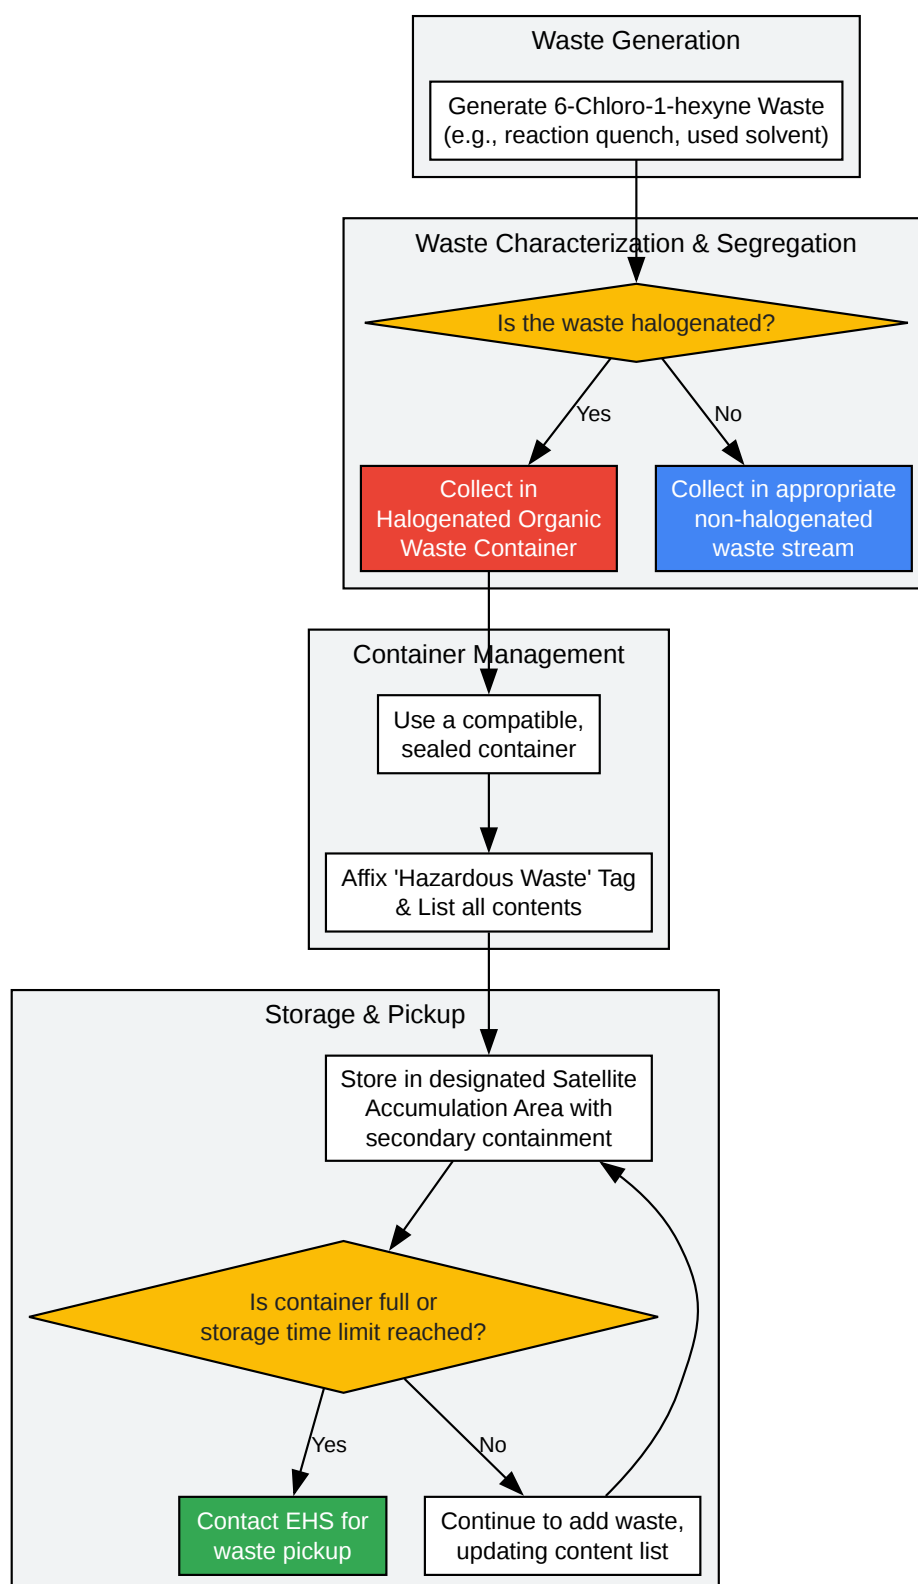 Waste Generation
Generate 6-Chloro-1-hexyne Waste
(e.g., reaction quench, used solvent)
Waste Characterization & Segregation
Is the waste halogenated?
Yes
No
Collect in
Halogenated Organic
Waste Container
Collect in appropriate
non-halogenated
waste stream
Container Management
Use a compatible,
sealed container
Affix 'Hazardous Waste' Tag
& List all contents
Storage & Pickup
Store in designated Satellite
Accumulation Area with
secondary containment
Is container full or
storage time limit reached?
Yes
No
Contact EHS for
waste pickup
Continue to add waste,
updating content list